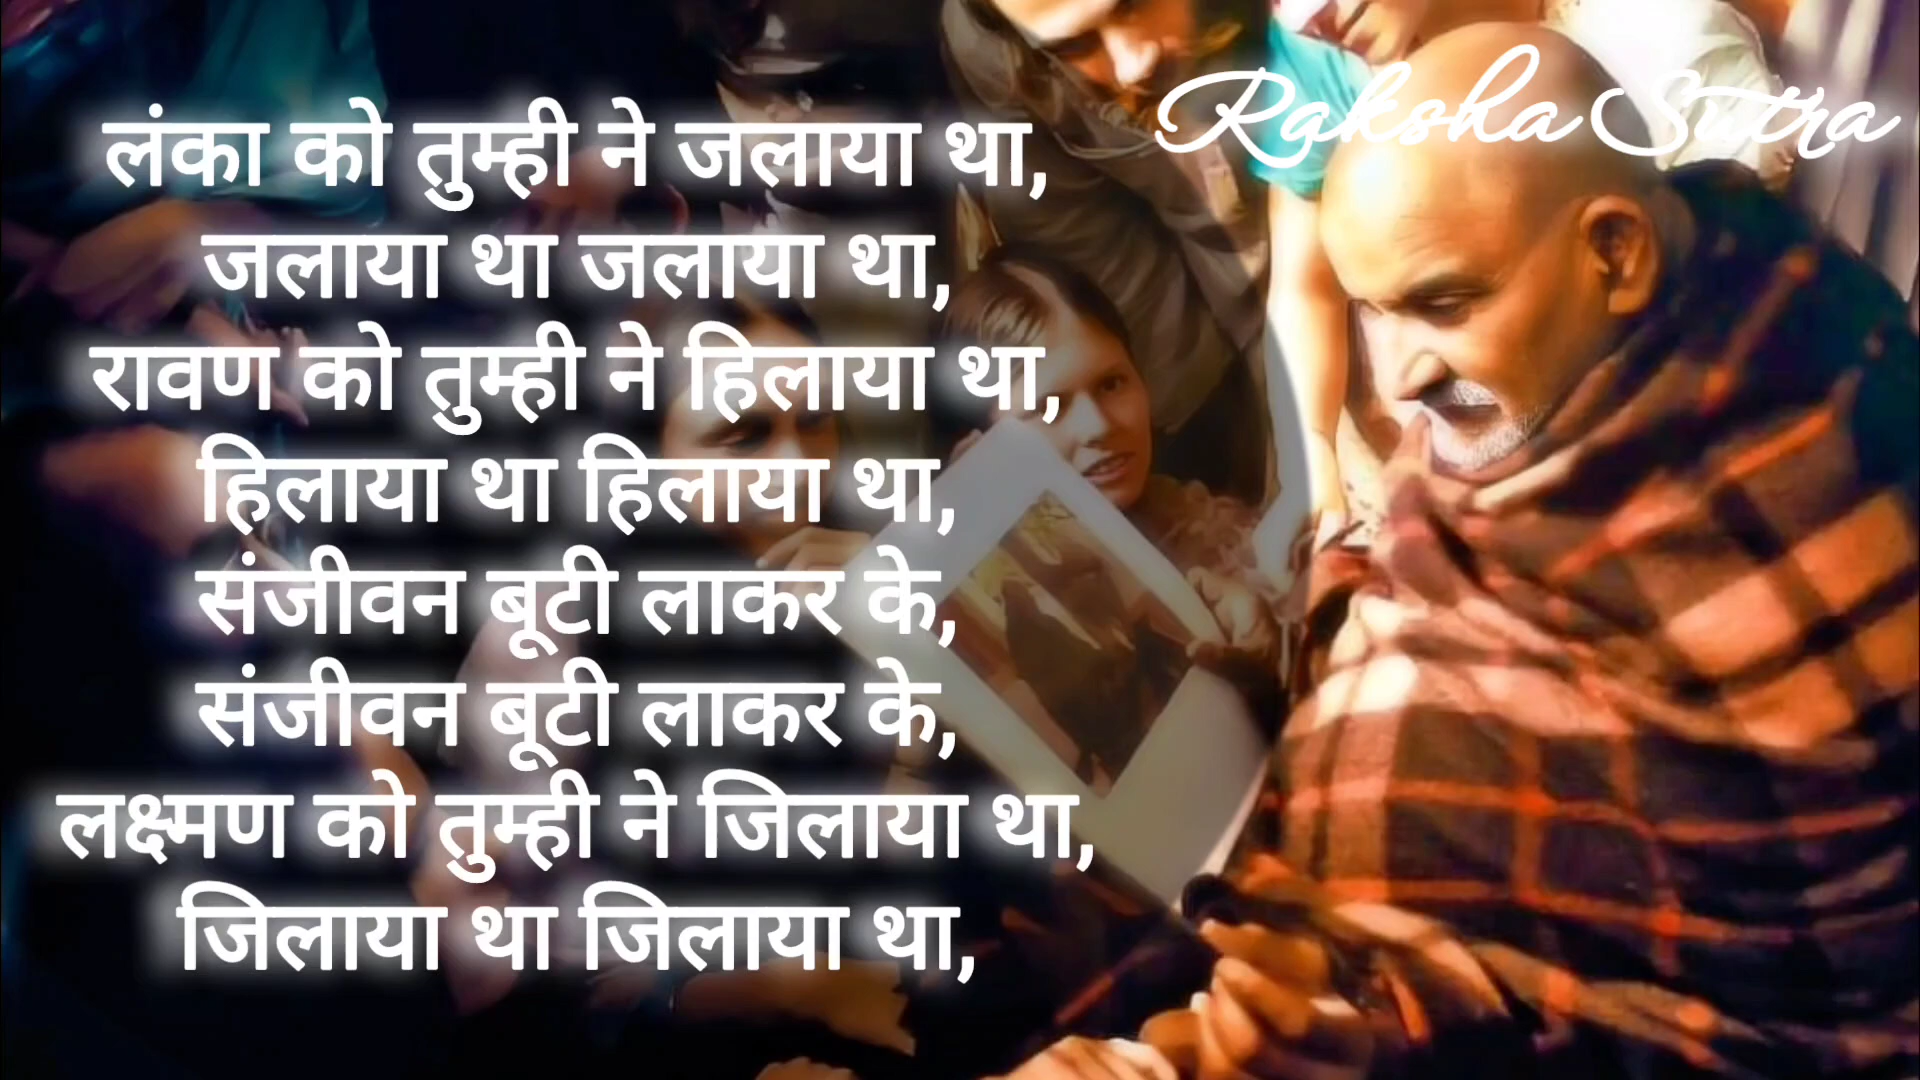 Raksha Sutra
लंका को तुम्ही ने जलाया था,
जलाया था जलाया था,
रावण को तुम्ही ने हिलाया था,
हिलाया था हिलाया था,
संजीवन बूटी लाकर के,
संजीवन बूटी लाकर के,
लक्ष्मण को तुम्ही ने जिलाया था,
जिलाया था जिलाया था,